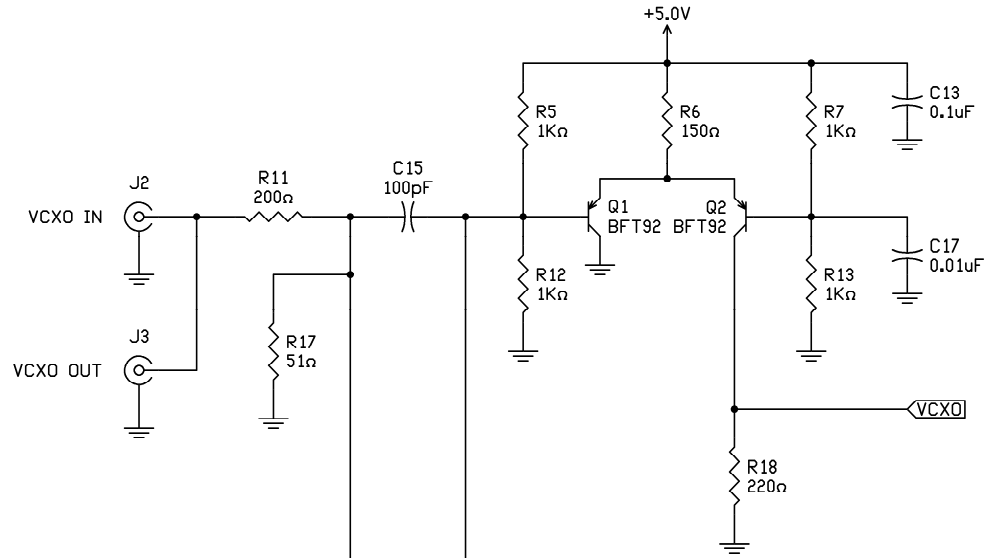 +5.0V
R5
1KΩ
R6
150Ω
R7
1KΩ
C13
0.1uF
J2
R11
200Ω
C15
100pF
VCXO IN
Q1
BFT92
Q2
BFT92
C17
0.01uF
R12
1KΩ
R13
1KΩ
J3
R17
51Ω
VCXO OUT
VCXO
R18
220Ω